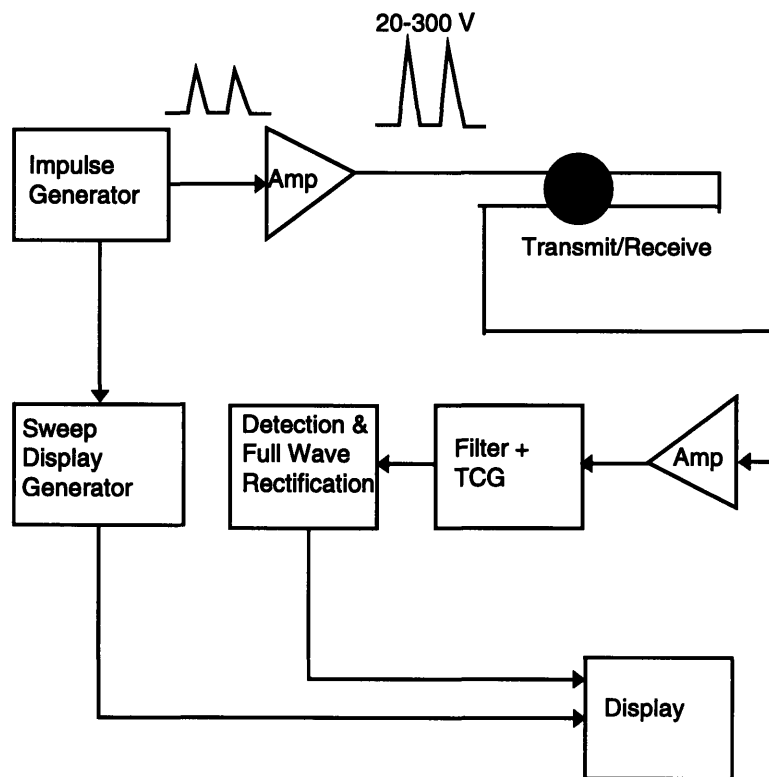 20-300 V
Impulse
Generator
Amp
Transmit/Receive
Sweep
Display
Generator
Detection &
Full Wave
Rectification
Filter +
TCG
Amp
Display